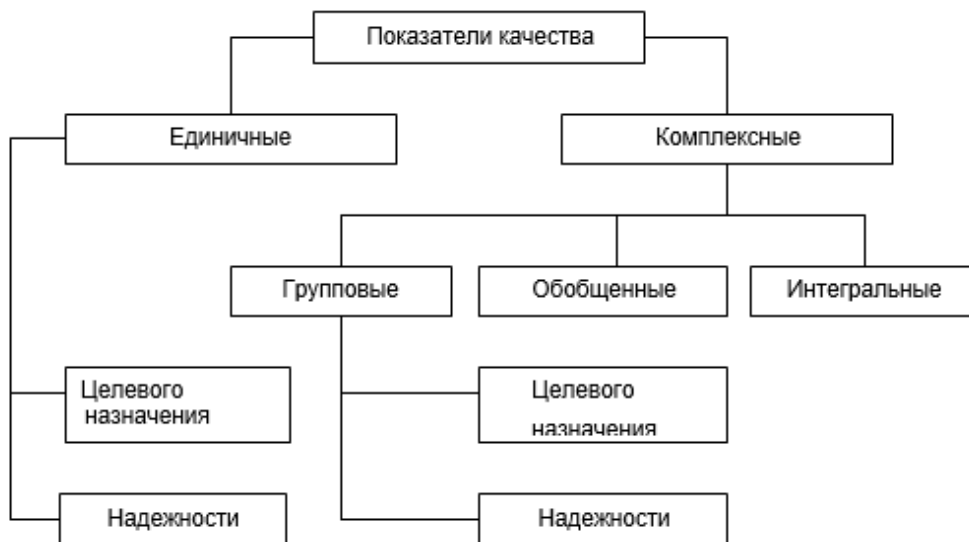 Показатели качества
Единичные
Комплексные
Групповые
Обобщенные
Интегральные
Целевого
назначения
Целевого
назначения
Надежности
Надежности